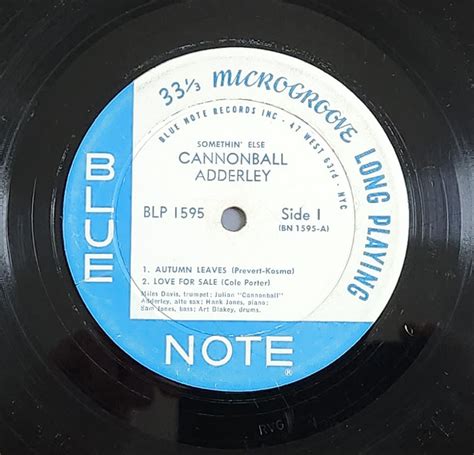 33⅓ MICROGROOVE LONG PLAYING
BLUE NOTE RECORDS INC · 47 WEST 63rd · NYC
SOMETHIN' ELSE
CANNONBALL
ADDERLEY
BLP 1595
Side 1
(BN 1595-A)
1. AUTUMN LEAVES (Prevert-Kosma)
2. LOVE FOR SALE (Cole Porter)
Miles Davis, trumpet; Julian "Cannonball"
Adderley, alto sax; Hank Jones, piano;
Sam Jones, bass; Art Blakey, drums.
BLUE
NOTE
®
RVG